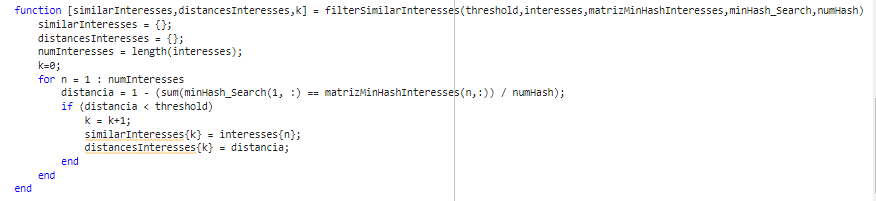 function [similarInteresses,distancesInteresses,k] = filterSimilarInteresses(threshold,interesses,matrizMinHashInteresses,minHash_Search,numHash)
similarInteresses = {};
distancesInteresses = {};
numInteresses = length(interesses);
k=0;
for n = 1 : numInteresses
distancia = 1 - (sum(minHash_Search(1, :) == matrizMinHashInteresses(n,:)) / numHash);
if (distancia < threshold)
k = k+1;
similarInteresses{k} = interesses{n};
distancesInteresses{k} = distancia;
end
end
end